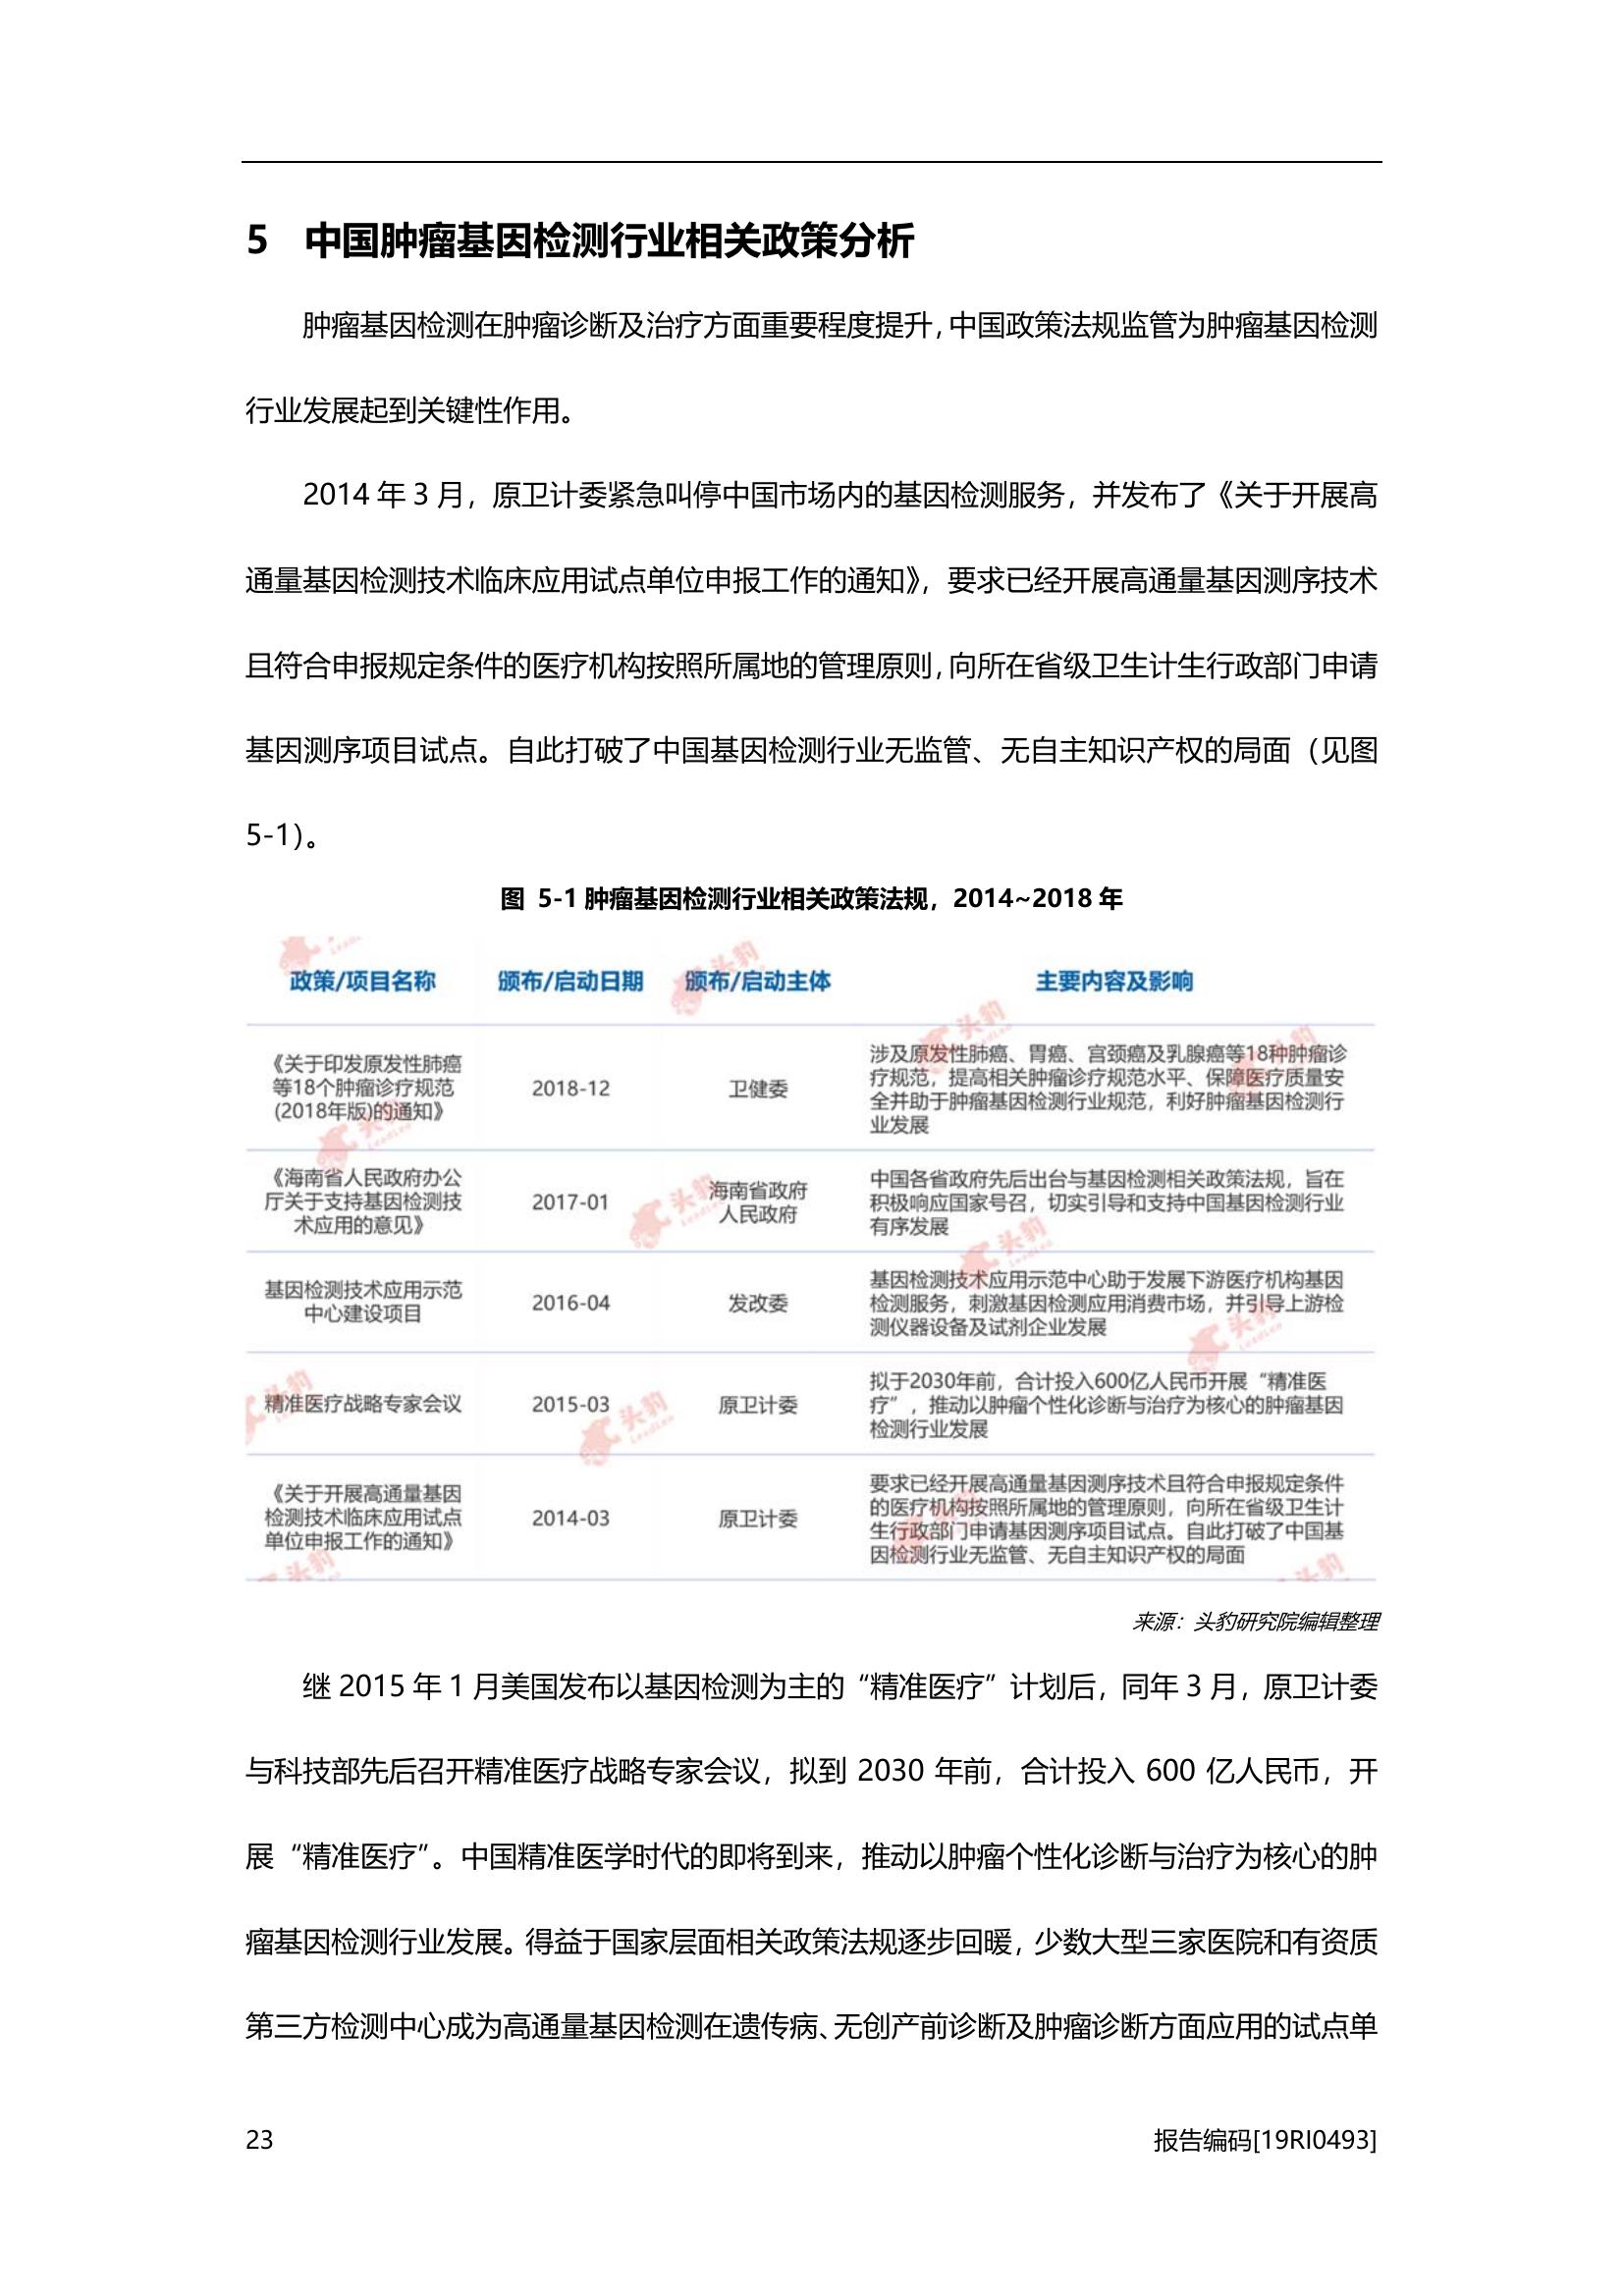 5 中国肿瘤基因检测行业相关政策分析
肿瘤基因检测在肿瘤诊断及治疗方面重要程度提升，中国政策法规监管为肿瘤基因检测
行业发展起到关键性作用。
2014 年 3 月，原卫计委紧急叫停中国市场内的基因检测服务，并发布了《关于开展高
通量基因检测技术临床应用试点单位申报工作的通知》，要求已经开展高通量基因测序技术
且符合申报规定条件的医疗机构按照所属地的管理原则，向所在省级卫生计生行政部门申请
基因测序项目试点。自此打破了中国基因检测行业无监管、无自主知识产权的局面（见图
5-1）。
图 5-1 肿瘤基因检测行业相关政策法规，2014~2018 年
政策/项目名称 颁布/启动日期 颁布/启动主体 主要内容及影响
《关于印发原发性肺癌
等18个肿瘤诊疗规范
(2018年版)的通知》
2018-12
卫健委
涉及原发性肺癌、胃癌、宫颈癌及乳腺癌等18种肿瘤诊
疗规范，提高相关肿瘤诊疗规范水平、保障医疗质量安
全并助于肿瘤基因检测行业规范，利好肿瘤基因检测行
业发展
《海南省人民政府办公
厅关于支持基因检测技
术应用的意见》
2017-01
海南省政府
人民政府
中国各省政府先后出台与基因检测相关政策法规，旨在
积极响应国家号召，切实引导和支持中国基因检测行业
有序发展
基因检测技术应用示范
中心建设项目
2016-04
发改委
基因检测技术应用示范中心助于发展下游医疗机构基因
检测服务，刺激基因检测应用消费市场，并引导上游检
测仪器设备及试剂企业发展
精准医疗战略专家会议
2015-03
原卫计委
拟于2030年前，合计投入600亿人民币开展“精准医
疗”，推动以肿瘤个性化诊断与治疗为核心的肿瘤基因
检测行业发展
《关于开展高通量基因
检测技术临床应用试点
单位申报工作的通知》
2014-03
原卫计委
要求已经开展高通量基因测序技术且符合申报规定条件
的医疗机构按照所属地的管理原则，向所在省级卫生计
生行政部门申请基因测序项目试点。自此打破了中国基
因检测行业无监管、无自主知识产权的局面
来源：头豹研究院编辑整理
继 2015 年 1 月美国发布以基因检测为主的“精准医疗”计划后，同年 3 月，原卫计委
与科技部先后召开精准医疗战略专家会议，拟到 2030 年前，合计投入 600 亿人民币，开
展“精准医疗”。中国精准医学时代的即将到来，推动以肿瘤个性化诊断与治疗为核心的肿
瘤基因检测行业发展。得益于国家层面相关政策法规逐步回暖，少数大型三家医院和有资质
第三方检测中心成为高通量基因检测在遗传病、无创产前诊断及肿瘤诊断方面应用的试点单
23 报告编码[19RI0493]